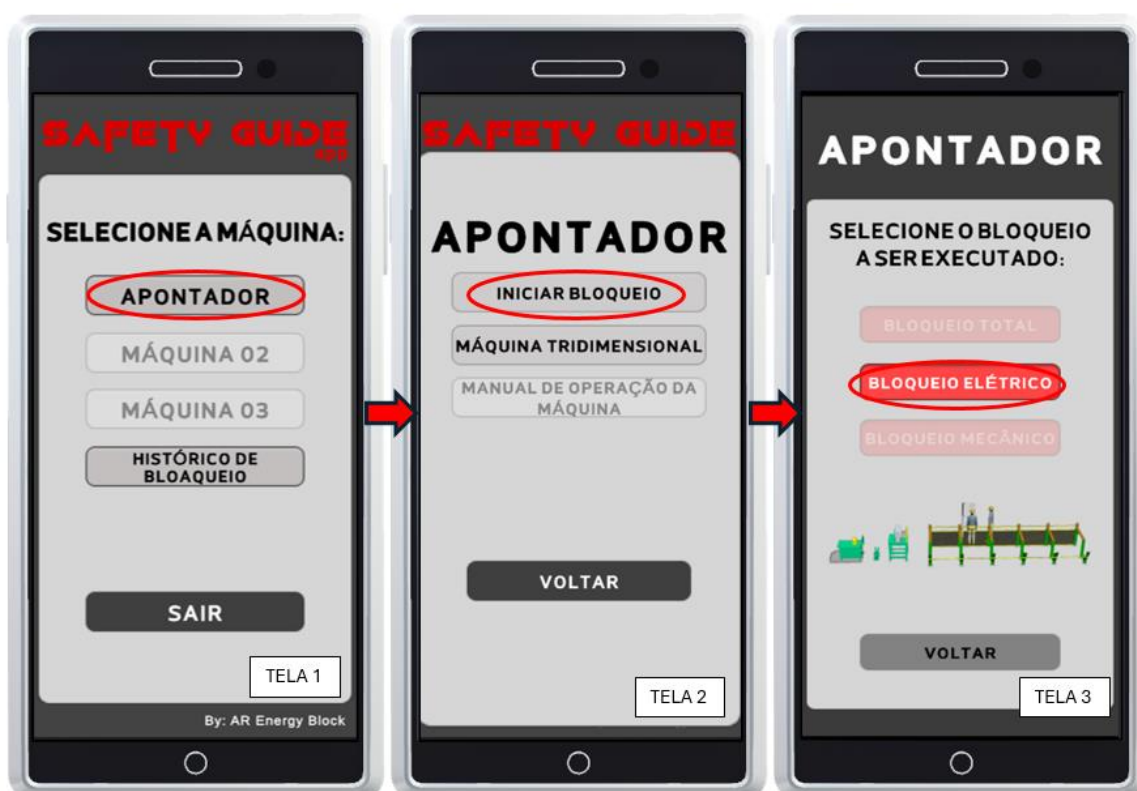 SAFETY GUIDE
app
SELECIONE A MÁQUINA:
APONTADOR
MÁQUINA 02
MÁQUINA 03
HISTÓRICO DE
BLOAQUEIO
SAIR
TELA 1
By: AR Energy Block
SAFETY GUIDE
APONTADOR
INICIAR BLOQUEIO
MÁQUINA TRIDIMENSIONAL
MANUAL DE OPERAÇÃO DA
MÁQUINA
VOLTAR
TELA 2
APONTADOR
SELECIONE O BLOQUEIO
A SER EXECUTADO:
BLOQUEIO TOTAL
BLOQUEIO ELÉTRICO
BLOQUEIO MECÂNICO
VOLTAR
TELA 3